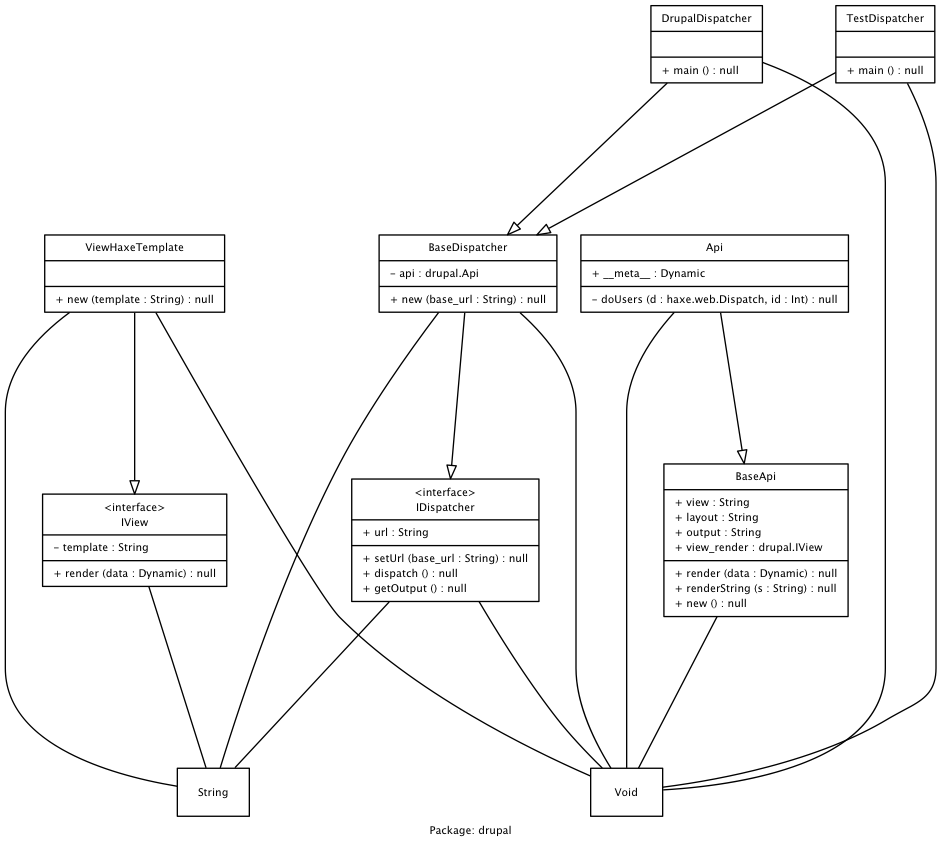 DrupalDispatcher
+ main () : null
TestDispatcher
+ main () : null
ViewHaxeTemplate
+ new (template : String) : null
BaseDispatcher
– api : drupal.Api
+ new (base_url : String) : null
Api
+ __meta__ : Dynamic
– doUsers (d : haxe.web.Dispatch, id : Int) : null
<interface>
IView
– template : String
+ render (data : Dynamic) : null
<interface>
IDispatcher
+ url : String
+ setUrl (base_url : String) : null
+ dispatch () : null
+ getOutput () : null
BaseApi
+ view : String
+ layout : String
+ output : String
+ view_render : drupal.IView
+ render (data : Dynamic) : null
+ renderString (s : String) : null
+ new () : null
String
Void
Package: drupal